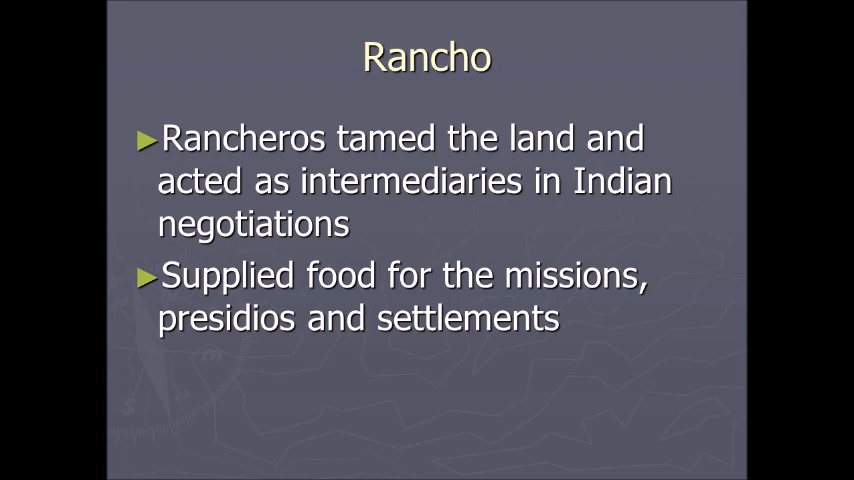 Rancho
►Rancheros tamed the land and
acted as intermediaries in Indian
negotiations
►Supplied food for the missions,
presidios and settlements
E
S